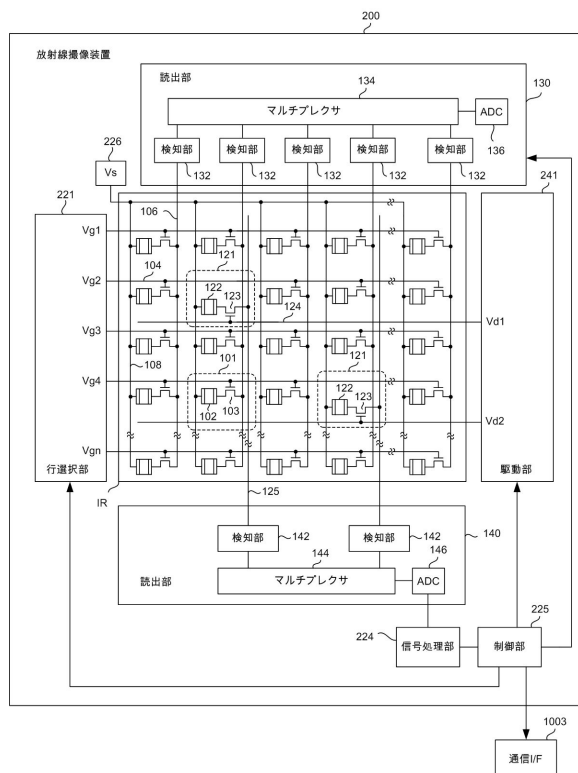 200
放射線撮像装置
読出部
134
マルチプレクサ
ADC
136
130
検知部
検知部
検知部
検知部
検知部
132
132
132
132
132
226
Vs
221
241
106
Vg1
104
121
Vg2
122
123
124
Vd1
Vg3
101
121
108
Vg4
122
123
102
103
Vd2
Vgn
行選択部
駆動部
IR
125
検知部
142
検知部
142
140
144
146
マルチプレクサ
ADC
読出部
224
信号処理部
225
制御部
1003
通信I/F